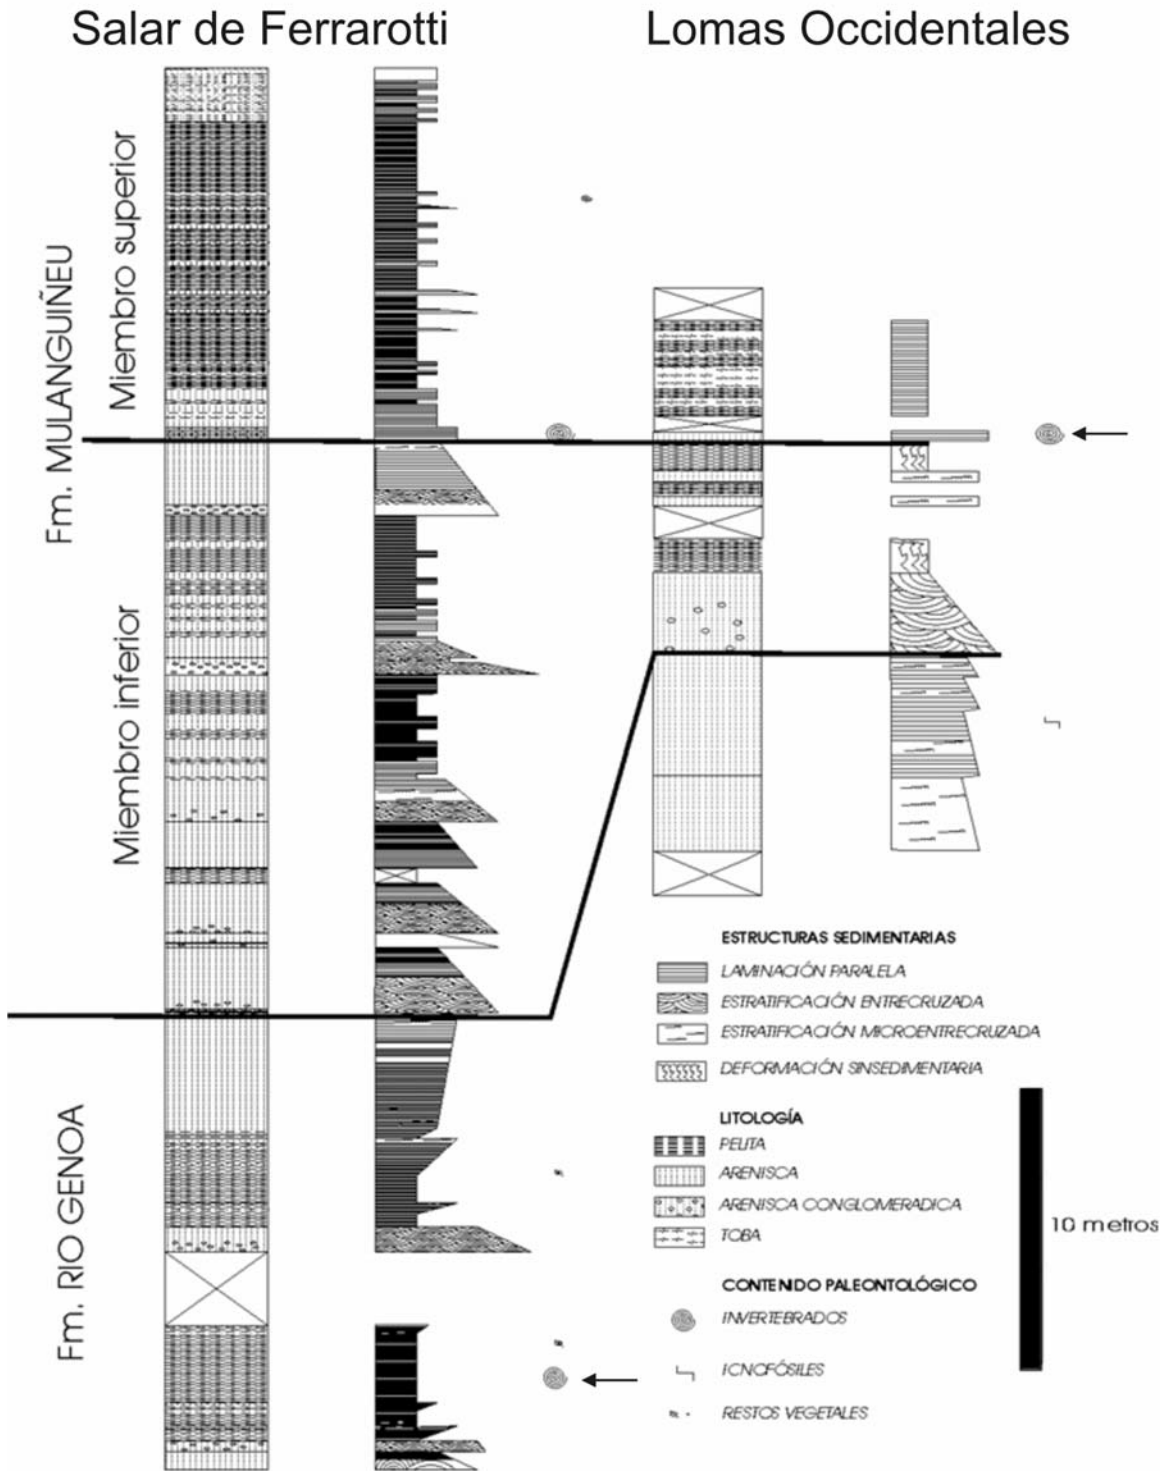 Salar de Ferrarotti
Lomas Occidentales
Fm. MULANGUIÑEU
Miembro superior
Miembro inferior
Fm. RIO GENOA
ESTRUCTURAS SEDIMENTARIAS
LAMINACIÓN PARALELA
ESTRATIFICACIÓN ENTRECRUZADA
ESTRATIFICACIÓN MICROENTRECRUZADA
DEFORMACIÓN SINSEDIMENTARIA
LITOLOGÍA
PELITA
ARENISCA
ARENISCA CONGLOMERADICA
TOBA
10 metros
CONTENIDO PALEONTOLÓGICO
INVERTEBRADOS
ICNOFÓSILES
RESTOS VEGETALES